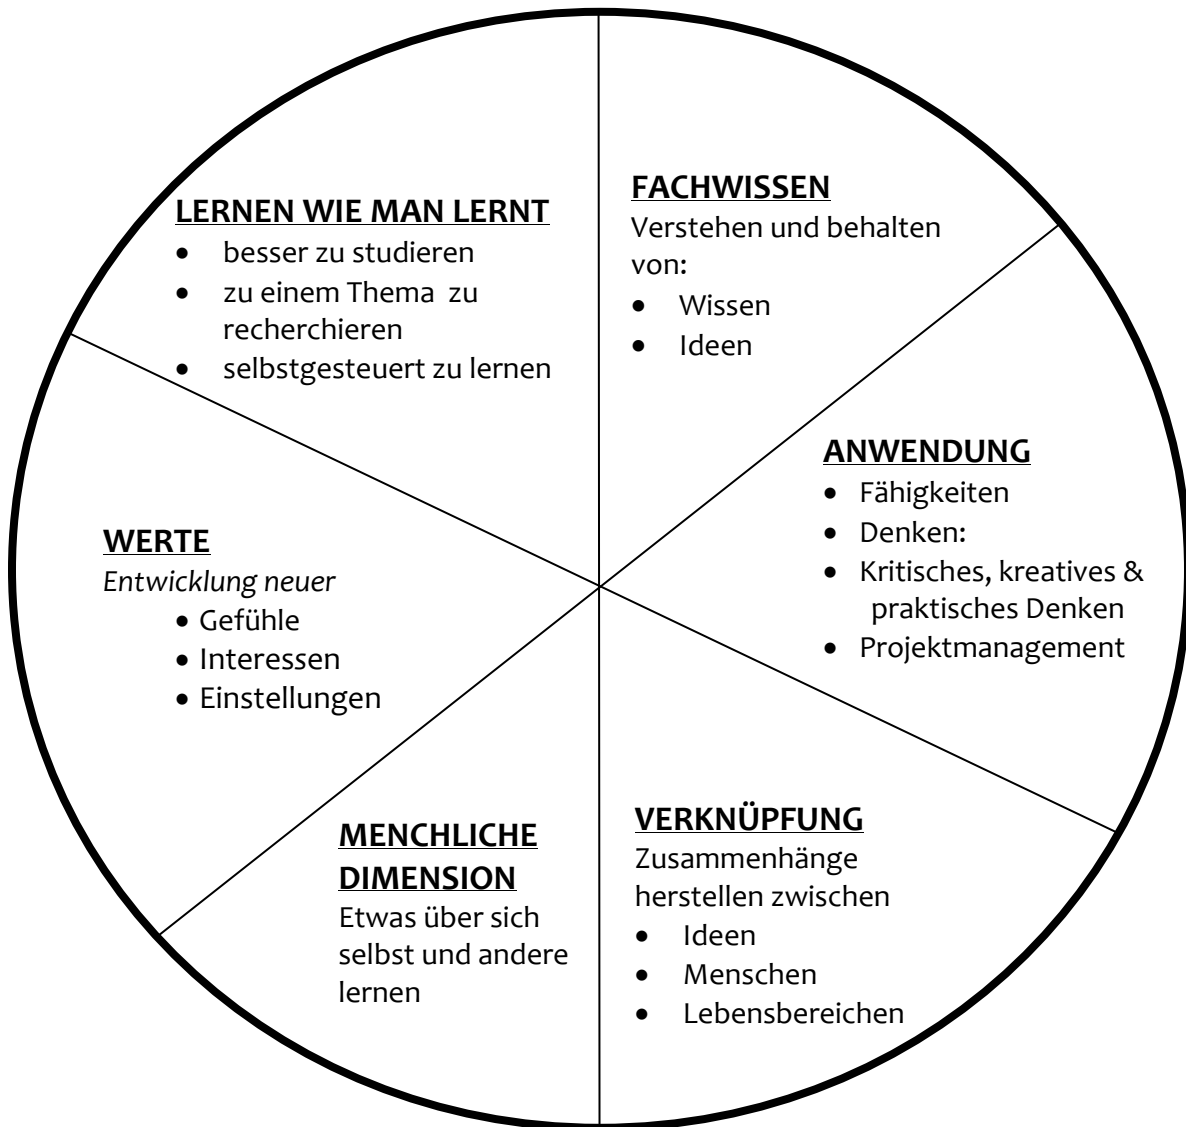 LERNEN WIE MAN LERNT
• besser zu studieren
• zu einem Thema  zu
recherchieren
• selbstgesteuert zu lernen
FACHWISSEN
Verstehen und behalten
von:
• Wissen
• Ideen
ANWENDUNG
• Fähigkeiten
• Denken:
• Kritisches, kreatives &
praktisches Denken
• Projektmanagement
VERKNÜPFUNG
Zusammenhänge
herstellen zwischen
• Ideen
• Menschen
• Lebensbereichen
MENCHLICHE
DIMENSION
Etwas über sich
selbst und andere
lernen
WERTE
Entwicklung neuer
• Gefühle
• Interessen
• Einstellungen